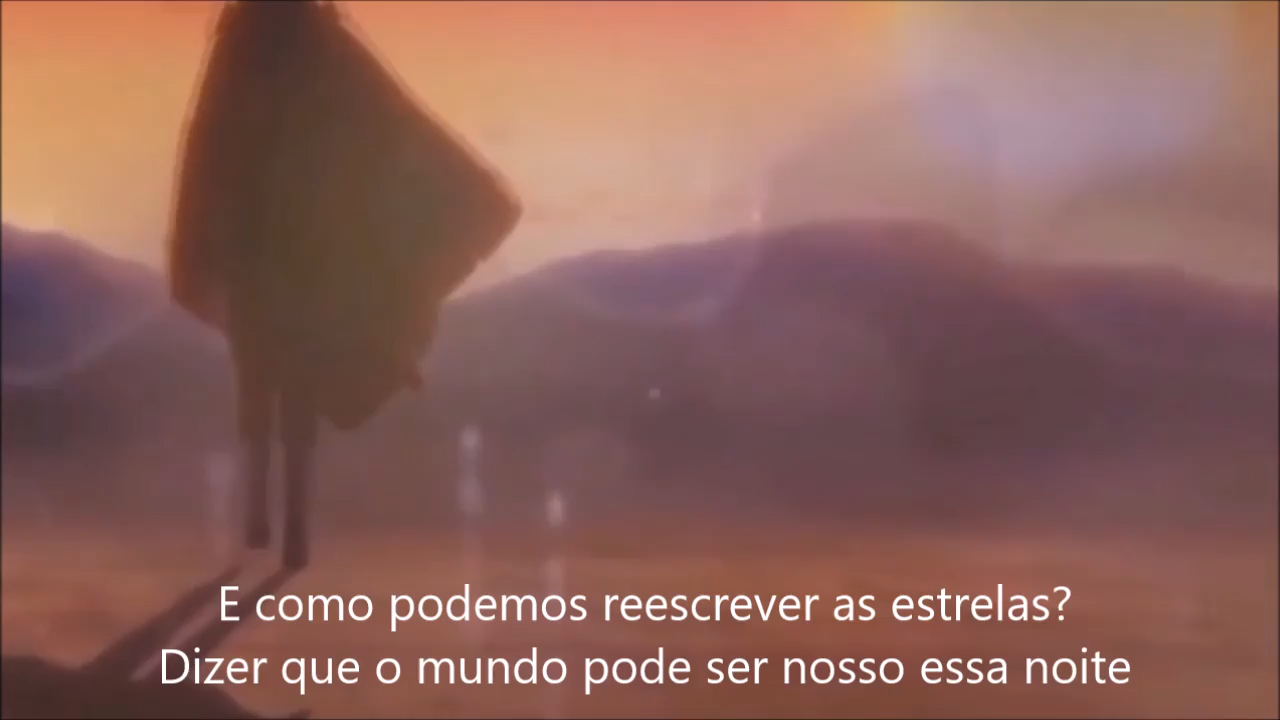 E como podemos reescrever as estrelas?
Dizer que o mundo pode ser nosso essa noite